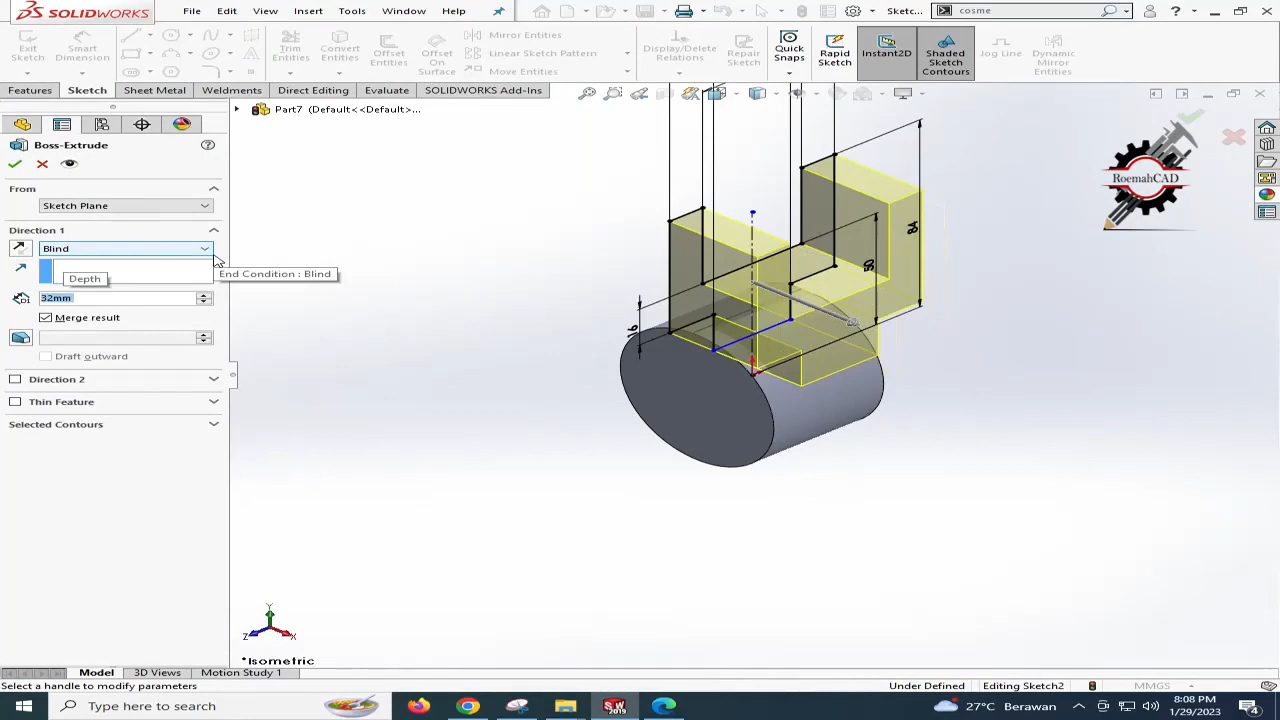 SOLIDWORKS File Edit View Insert Tools Window Help Sketc... cosme
Exit Sketch Smart Dimension Trim Entities Convert Entities Offset Entities Offset On Surface Mirror Entities Linear Sketch Pattern Move Entities Display/Delete Relations Repair Sketch Quick Snaps Rapid Sketch Instant2D Shaded Sketch Contours Jog Line Dynamic Mirror Entities
Features Sketch Sheet Metal Weldments Direct Editing Evaluate SOLIDWORKS Add-Ins
Part7 (Default<<Default>...
Boss-Extrude
From
Sketch Plane
Direction 1
Blind
End Condition : Blind
Depth
32mm
Merge result
Draft outward
Direction 2
Thin Feature
Selected Contours
RoemahCAD
84
50
16
Y
Z X
*Isometric
Model 3D Views Motion Study 1
Select a handle to modify parameters Under Defined Editing Sketch2 MMGS
Type here to search SW 2019 27°C Berawan 8:08 PM
1/29/2023 4